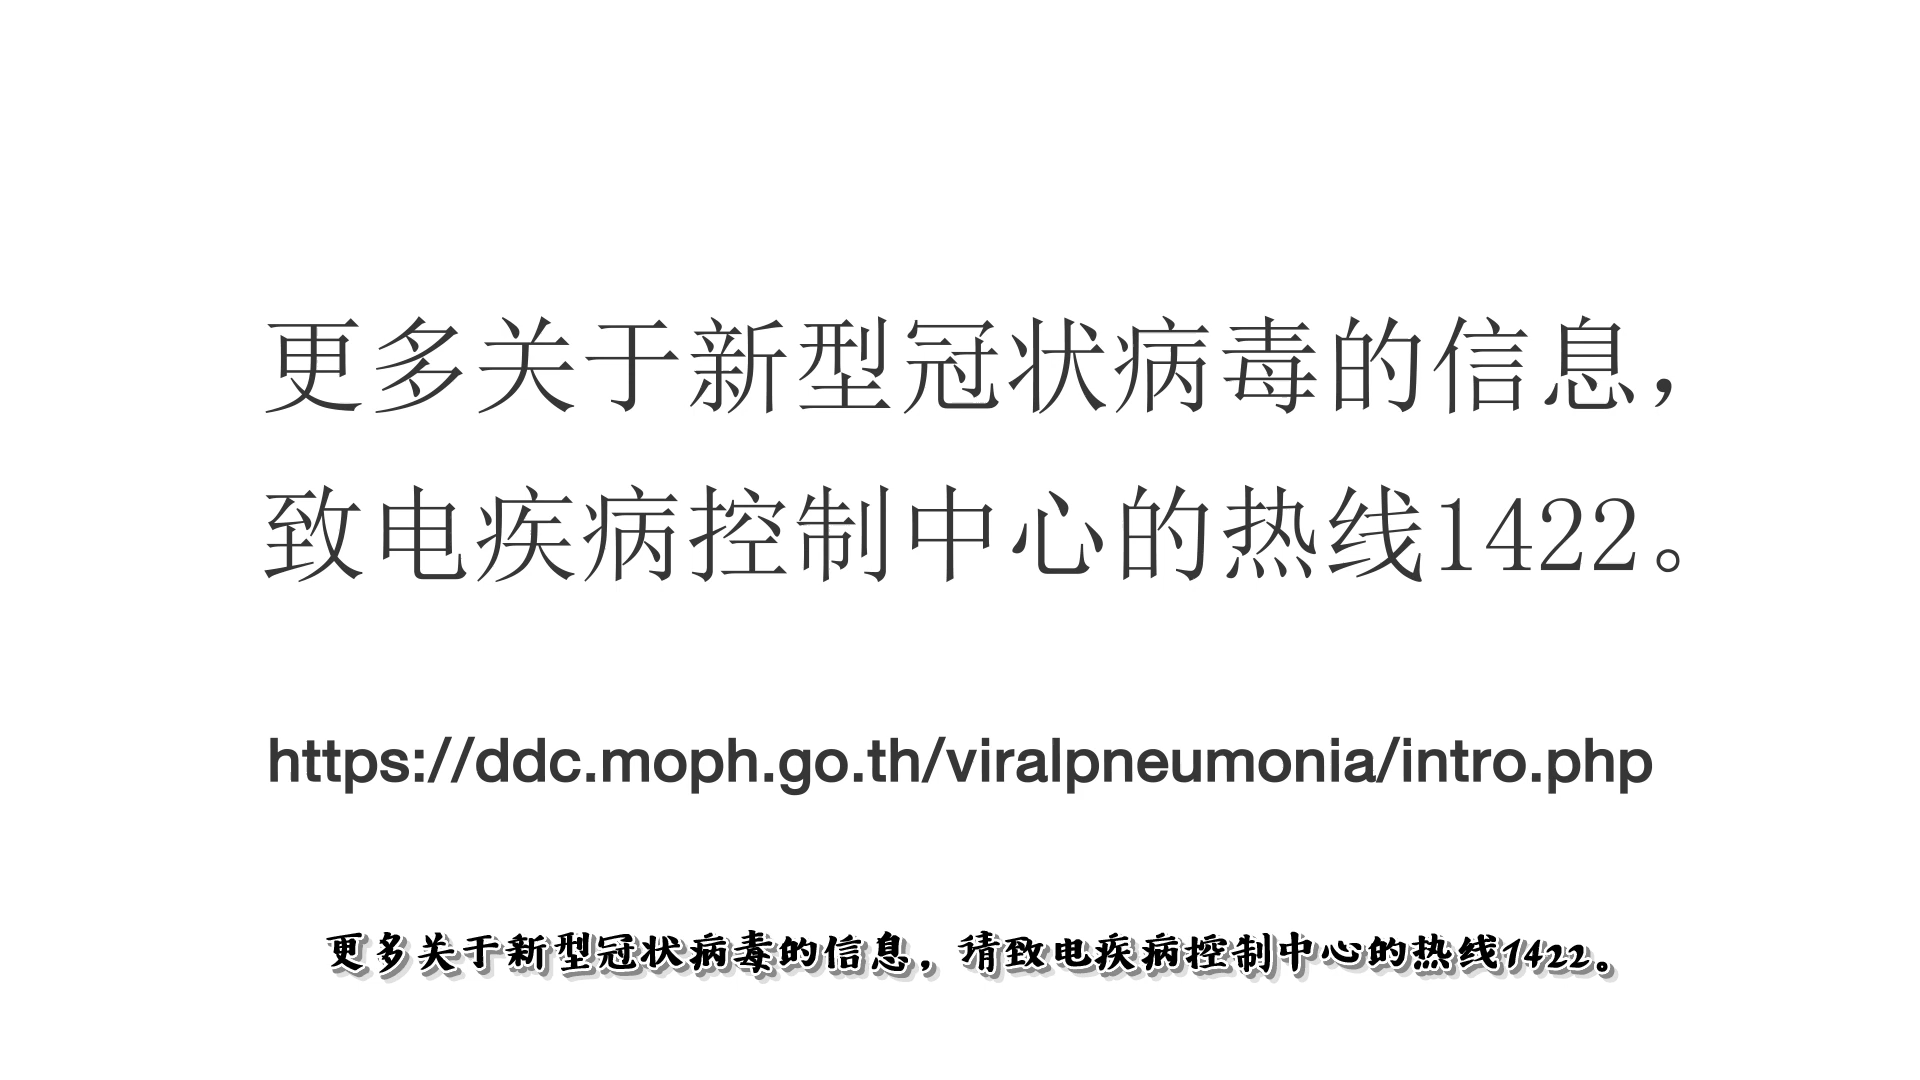 更多关于新型冠状病毒的信息，
致电疾病控制中心的热线1422。
https://ddc.moph.go.th/viralpneumonia/intro.php
更多关于新型冠状病毒的信息，请致电疾病控制中心的热线1422。